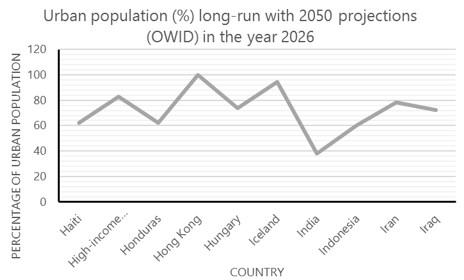 Urban population (%) long-run with 2050 projections
(OWID) in the year 2026
PERCENTAGE OF URBAN POPULATION
120
100
80
60
40
20
0
Haiti
High-income...
Honduras
Hong Kong
Hungary
Iceland
India
Indonesia
Iran
Iraq
COUNTRY